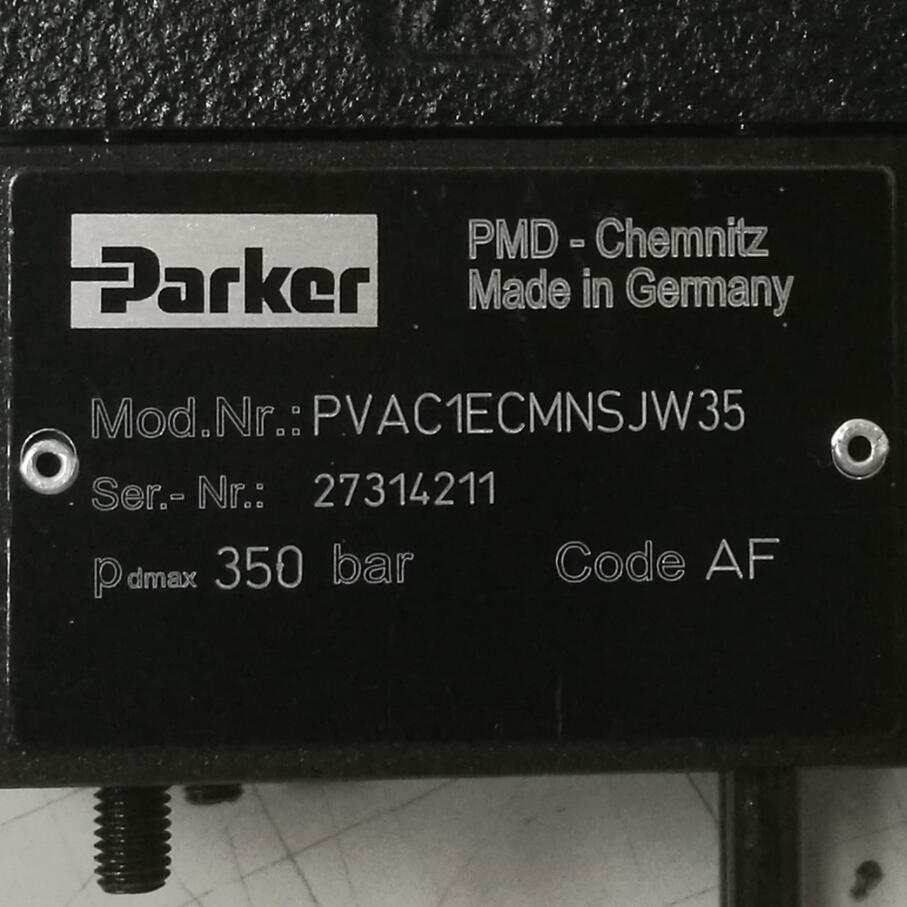 Parker
PMD - Chemnitz
Made in Germany
Mod.Nr.: PVAC1ECMNSJW35
Ser.- Nr.: 27314211
pdmax 350 bar Code AF